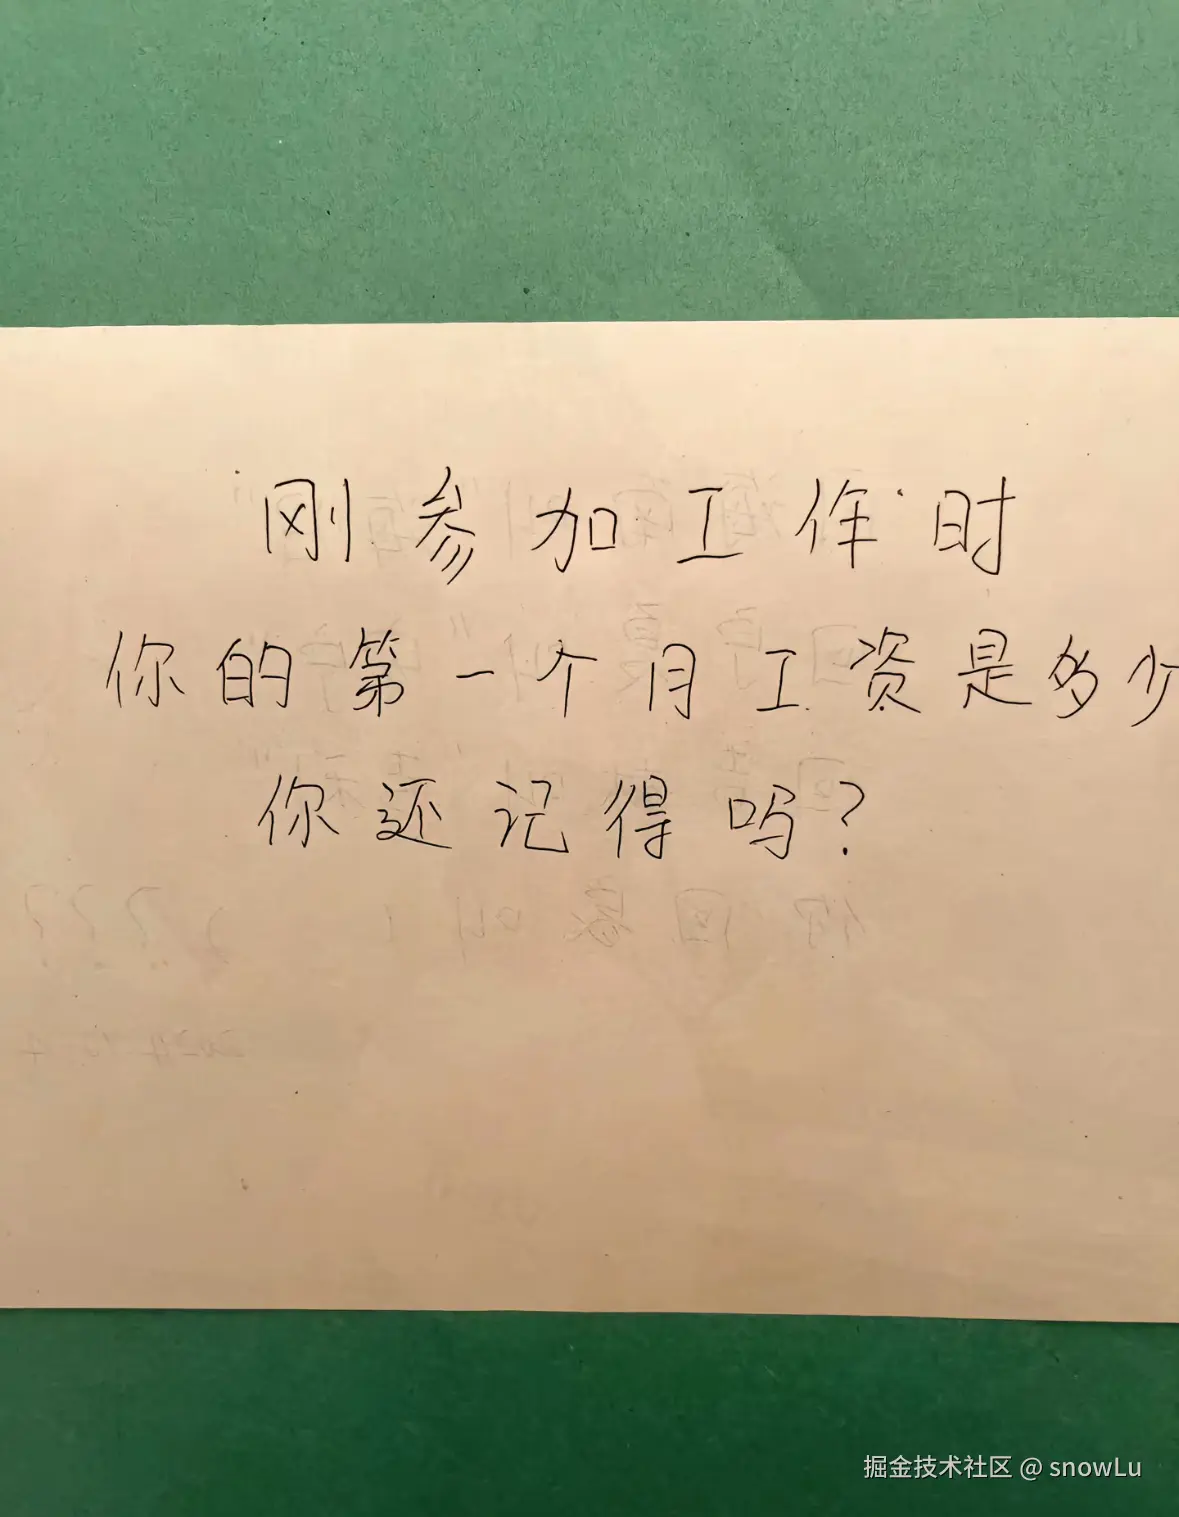 刚参加工作时
你的第一个月工资是多少
你还记得吗?
掘金技术社区 @ snowLu